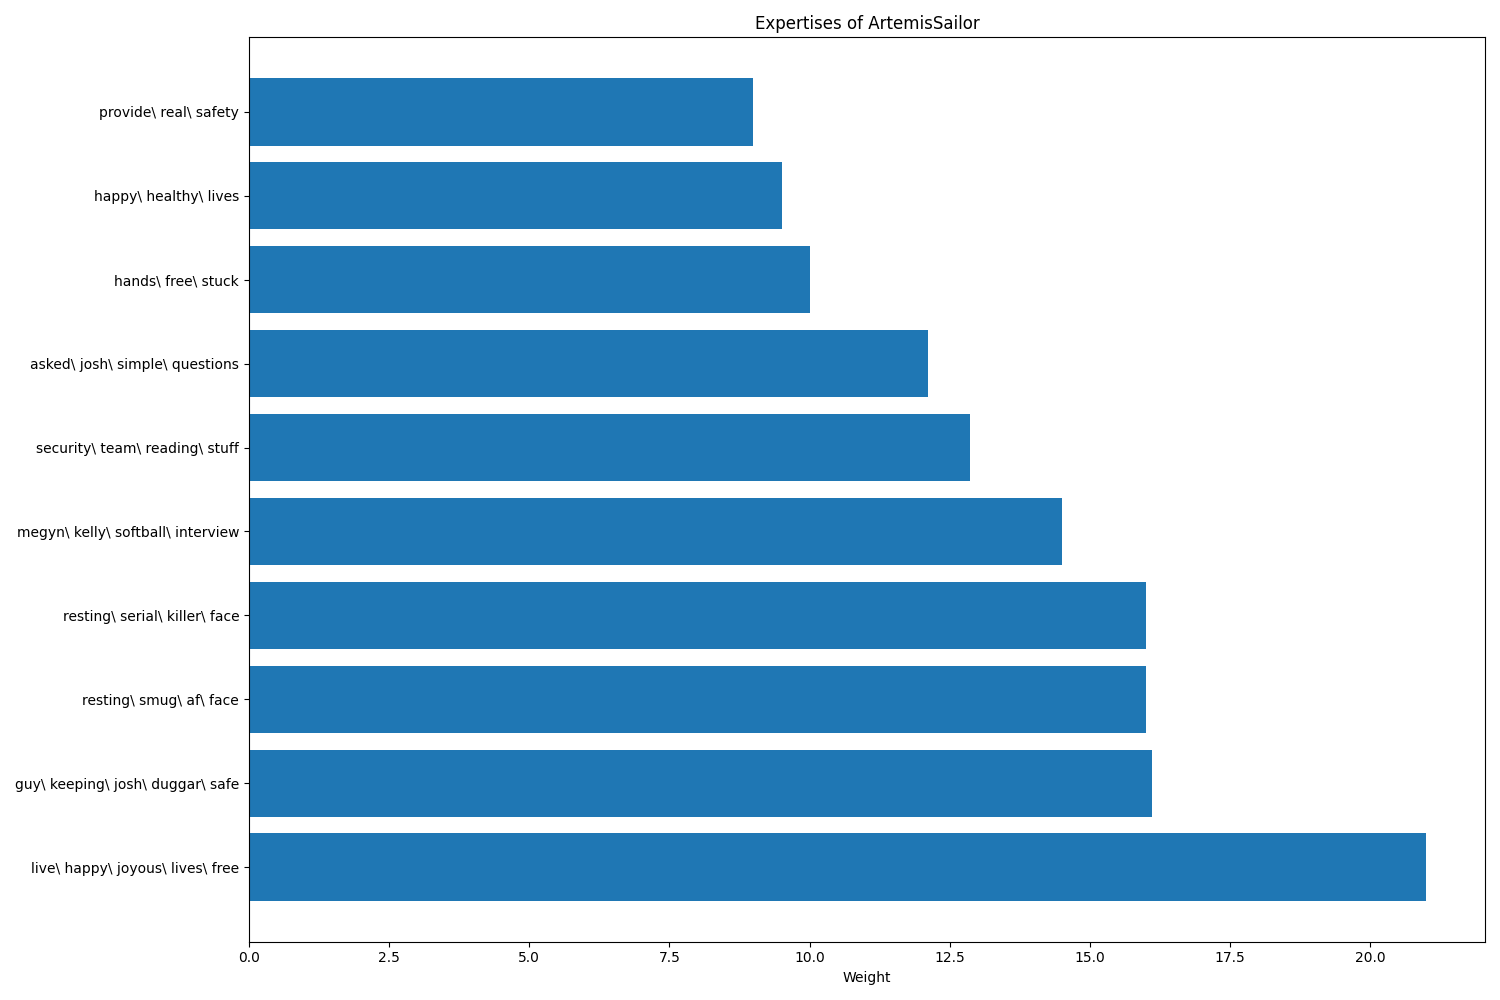 Expertises of ArtemisSailor
provide\ real\ safety
happy\ healthy\ lives
hands\ free\ stuck
asked\ josh\ simple\ questions
security\ team\ reading\ stuff
megyn\ kelly\ softball\ interview
resting\ serial\ killer\ face
resting\ smug\ af\ face
guy\ keeping\ josh\ duggar\ safe
live\ happy\ joyous\ lives\ free
0.0 2.5 5.0 7.5 10.0 12.5 15.0 17.5 20.0
Weight